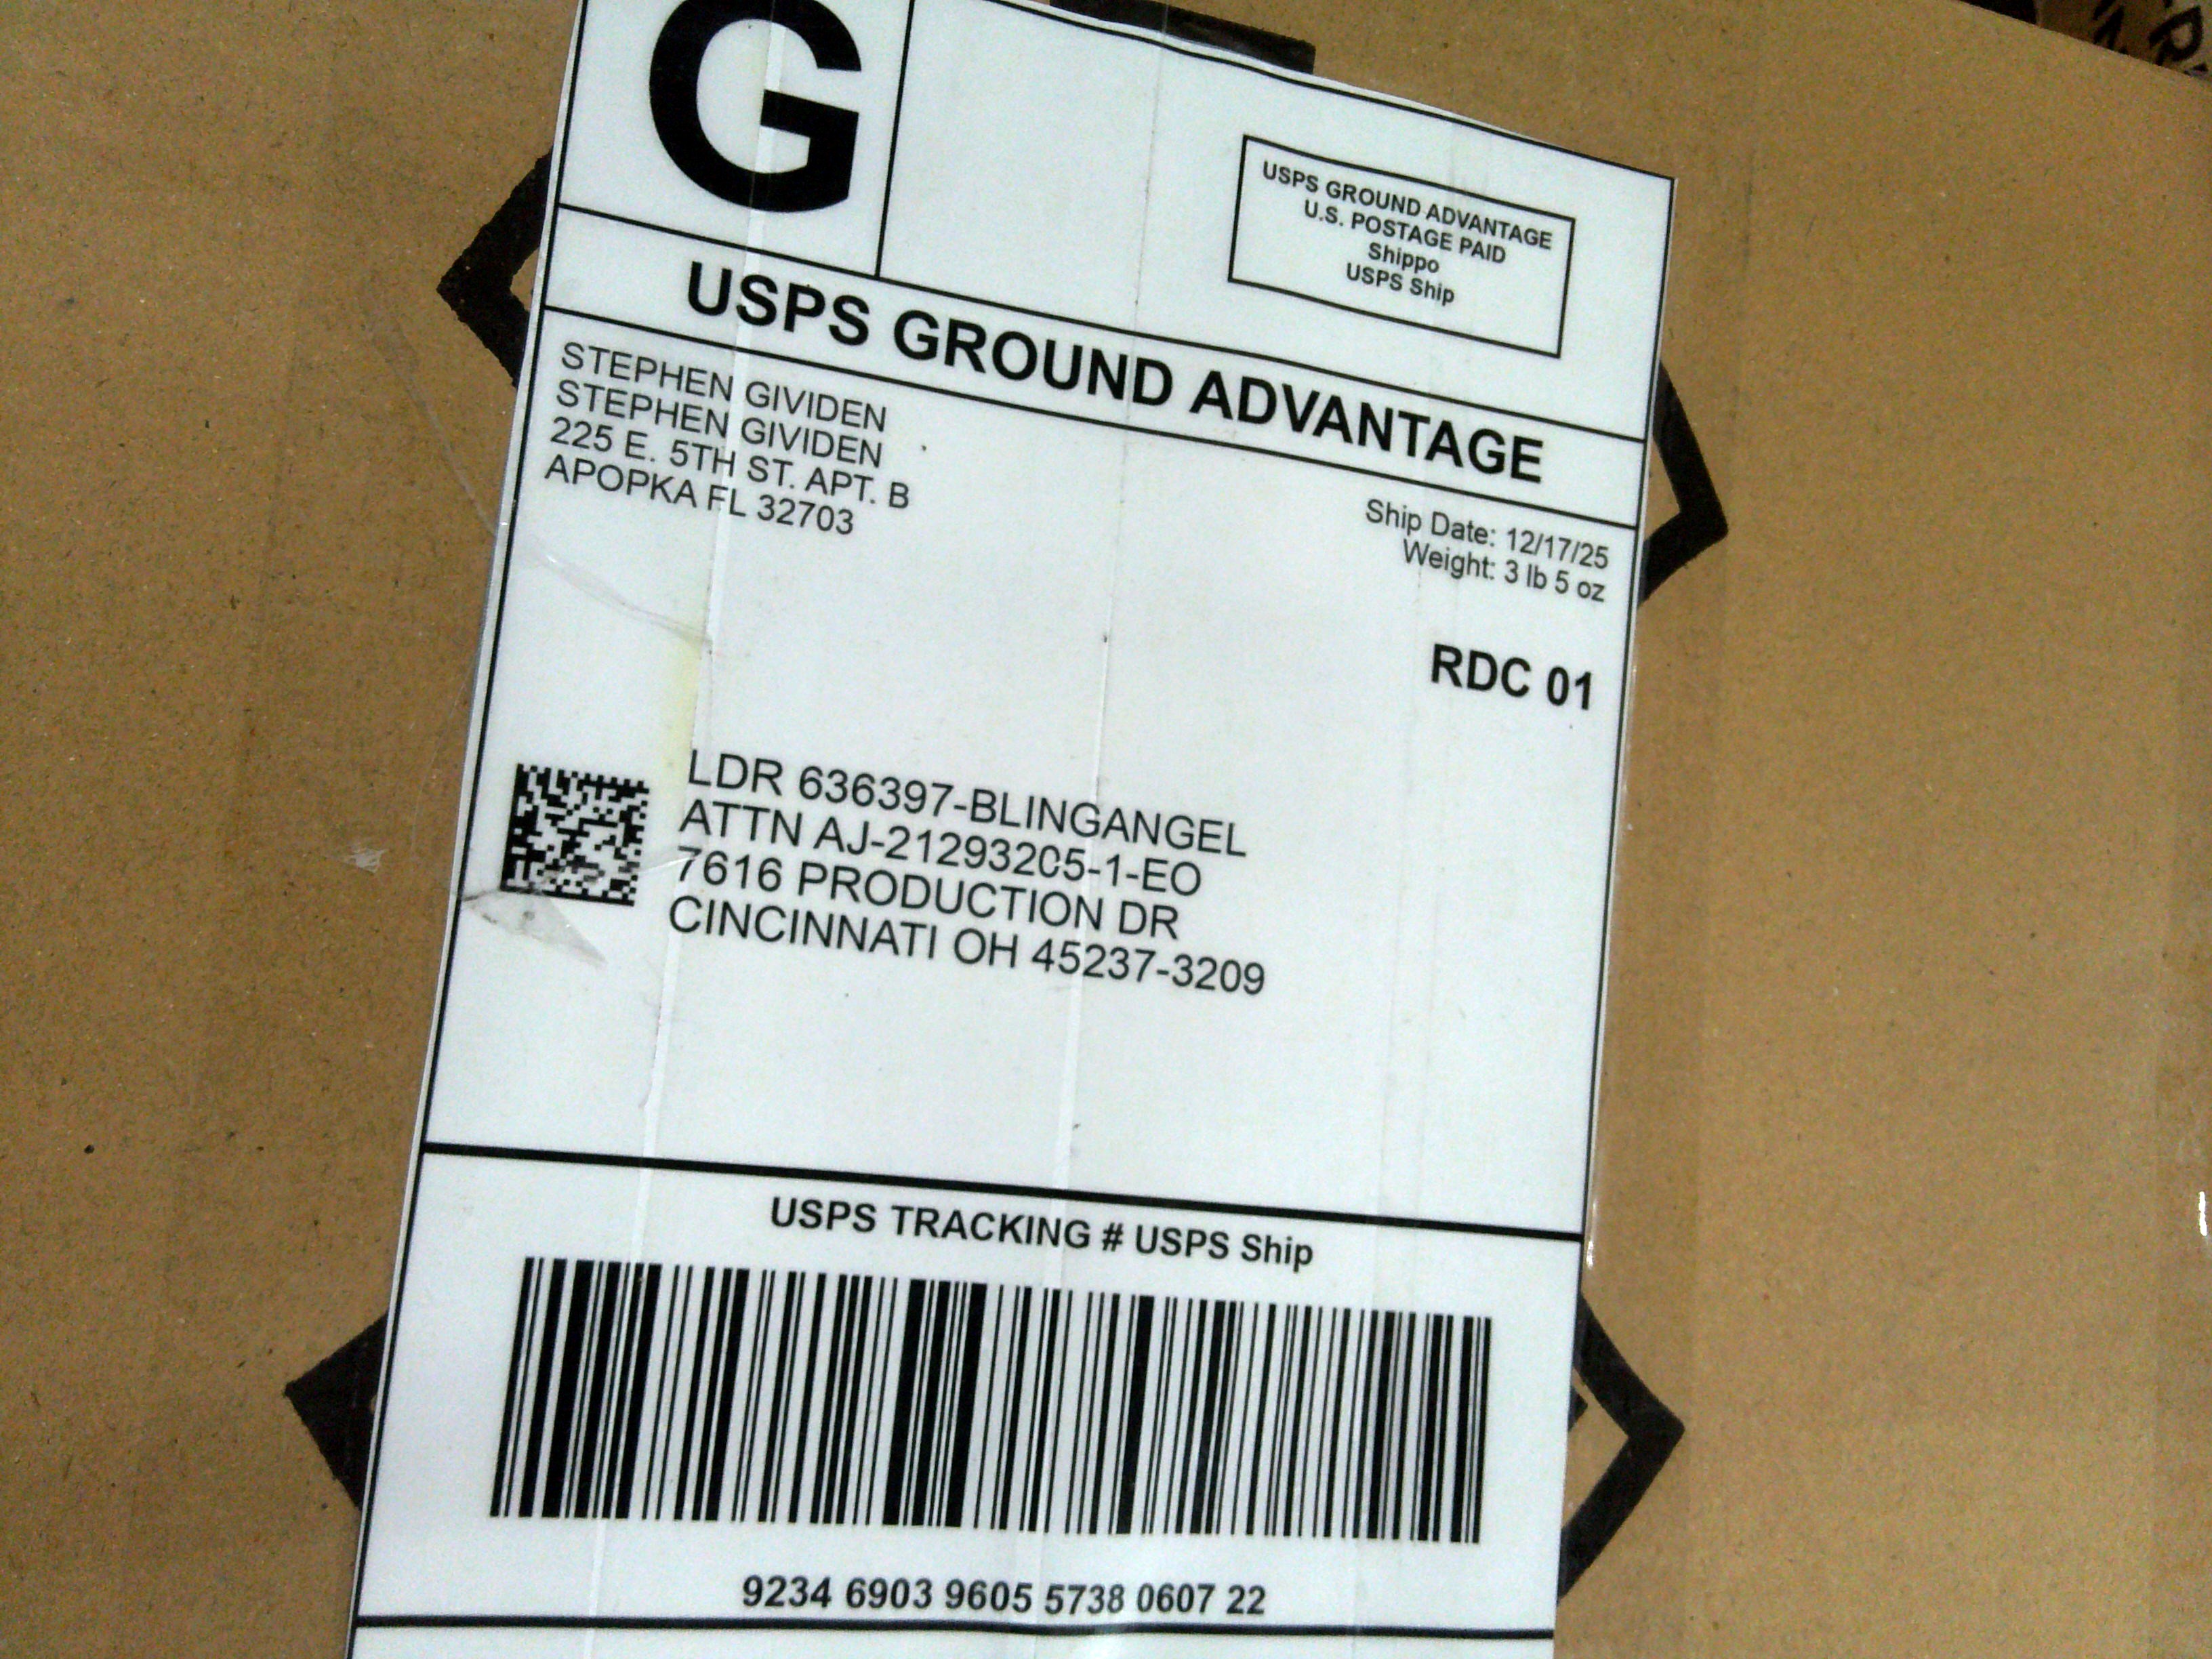 G
USPS GROUND ADVANTAGE
U.S. POSTAGE PAID
Shippo
USPS Ship
USPS GROUND ADVANTAGE
STEPHEN GIVIDEN
STEPHEN GIVIDEN
225 E. 5TH ST. APT. B
APOPKA FL 32703
Ship Date: 12/17/25
Weight: 3 lb 5 oz
RDC 01
LDR 636397-BLINGANGEL
ATTN AJ-21293205-1-EO
7616 PRODUCTION DR
CINCINNATI OH 45237-3209
USPS TRACKING # USPS Ship
9234 6903 9605 5738 0607 22